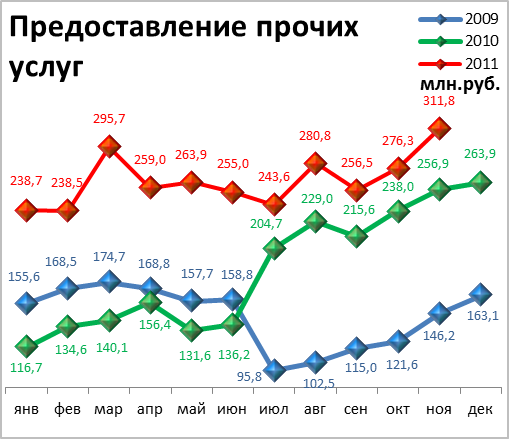 Предоставление прочих
услуг
2009
2010
2011
млн.руб.
238,7 238,5 295,7 259,0 263,9 255,0 243,6 280,8 256,5 276,3 311,8
155,6 168,5 174,7 168,8 157,7 158,8 95,8 102,5 115,0 121,6 146,2 163,1
116,7 134,6 140,1 156,4 131,6 136,2 204,7 229,0 215,6 238,0 256,9 263,9
янв фев мар апр май июн июл авг сен окт ноя дек